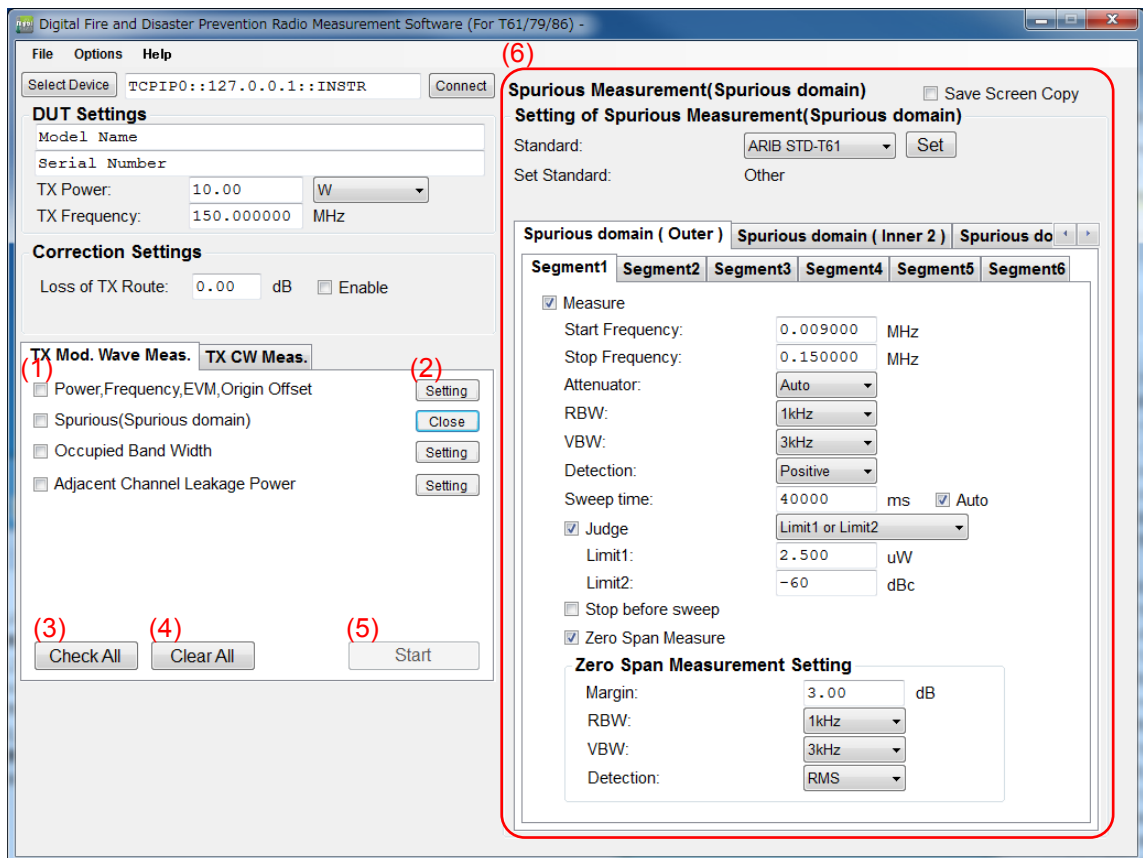 Digital Fire and Disaster Prevention Radio Measurement Software (For T61/79/86) -
File Options Help
Select Device TCPIP0::127.0.0.1::INSTR Connect
DUT Settings
Model Name
Serial Number
TX Power: 10.00 W
TX Frequency: 150.000000 MHz
Correction Settings
Loss of TX Route: 0.00 dB Enable
TX Mod. Wave Meas. TX CW Meas.
(1) (2)
Power,Frequency,EVM,Origin Offset Setting
Spurious(Spurious domain) Close
Occupied Band Width Setting
Adjacent Channel Leakage Power Setting
(3) (4) (5)
Check All Clear All Start
(6)
Spurious Measurement(Spurious domain) Save Screen Copy
Setting of Spurious Measurement(Spurious domain)
Standard: ARIB STD-T61 Set
Set Standard: Other
Spurious domain ( Outer ) Spurious domain ( Inner 2 ) Spurious do
Segment1 Segment2 Segment3 Segment4 Segment5 Segment6
Measure
Start Frequency: 0.009000 MHz
Stop Frequency: 0.150000 MHz
Attenuator: Auto
RBW: 1kHz
VBW: 3kHz
Detection: Positive
Sweep time: 40000 ms Auto
Judge Limit1 or Limit2
Limit1: 2.500 uW
Limit2: -60 dBc
Stop before sweep
Zero Span Measure
Zero Span Measurement Setting
Margin: 3.00 dB
RBW: 1kHz
VBW: 3kHz
Detection: RMS